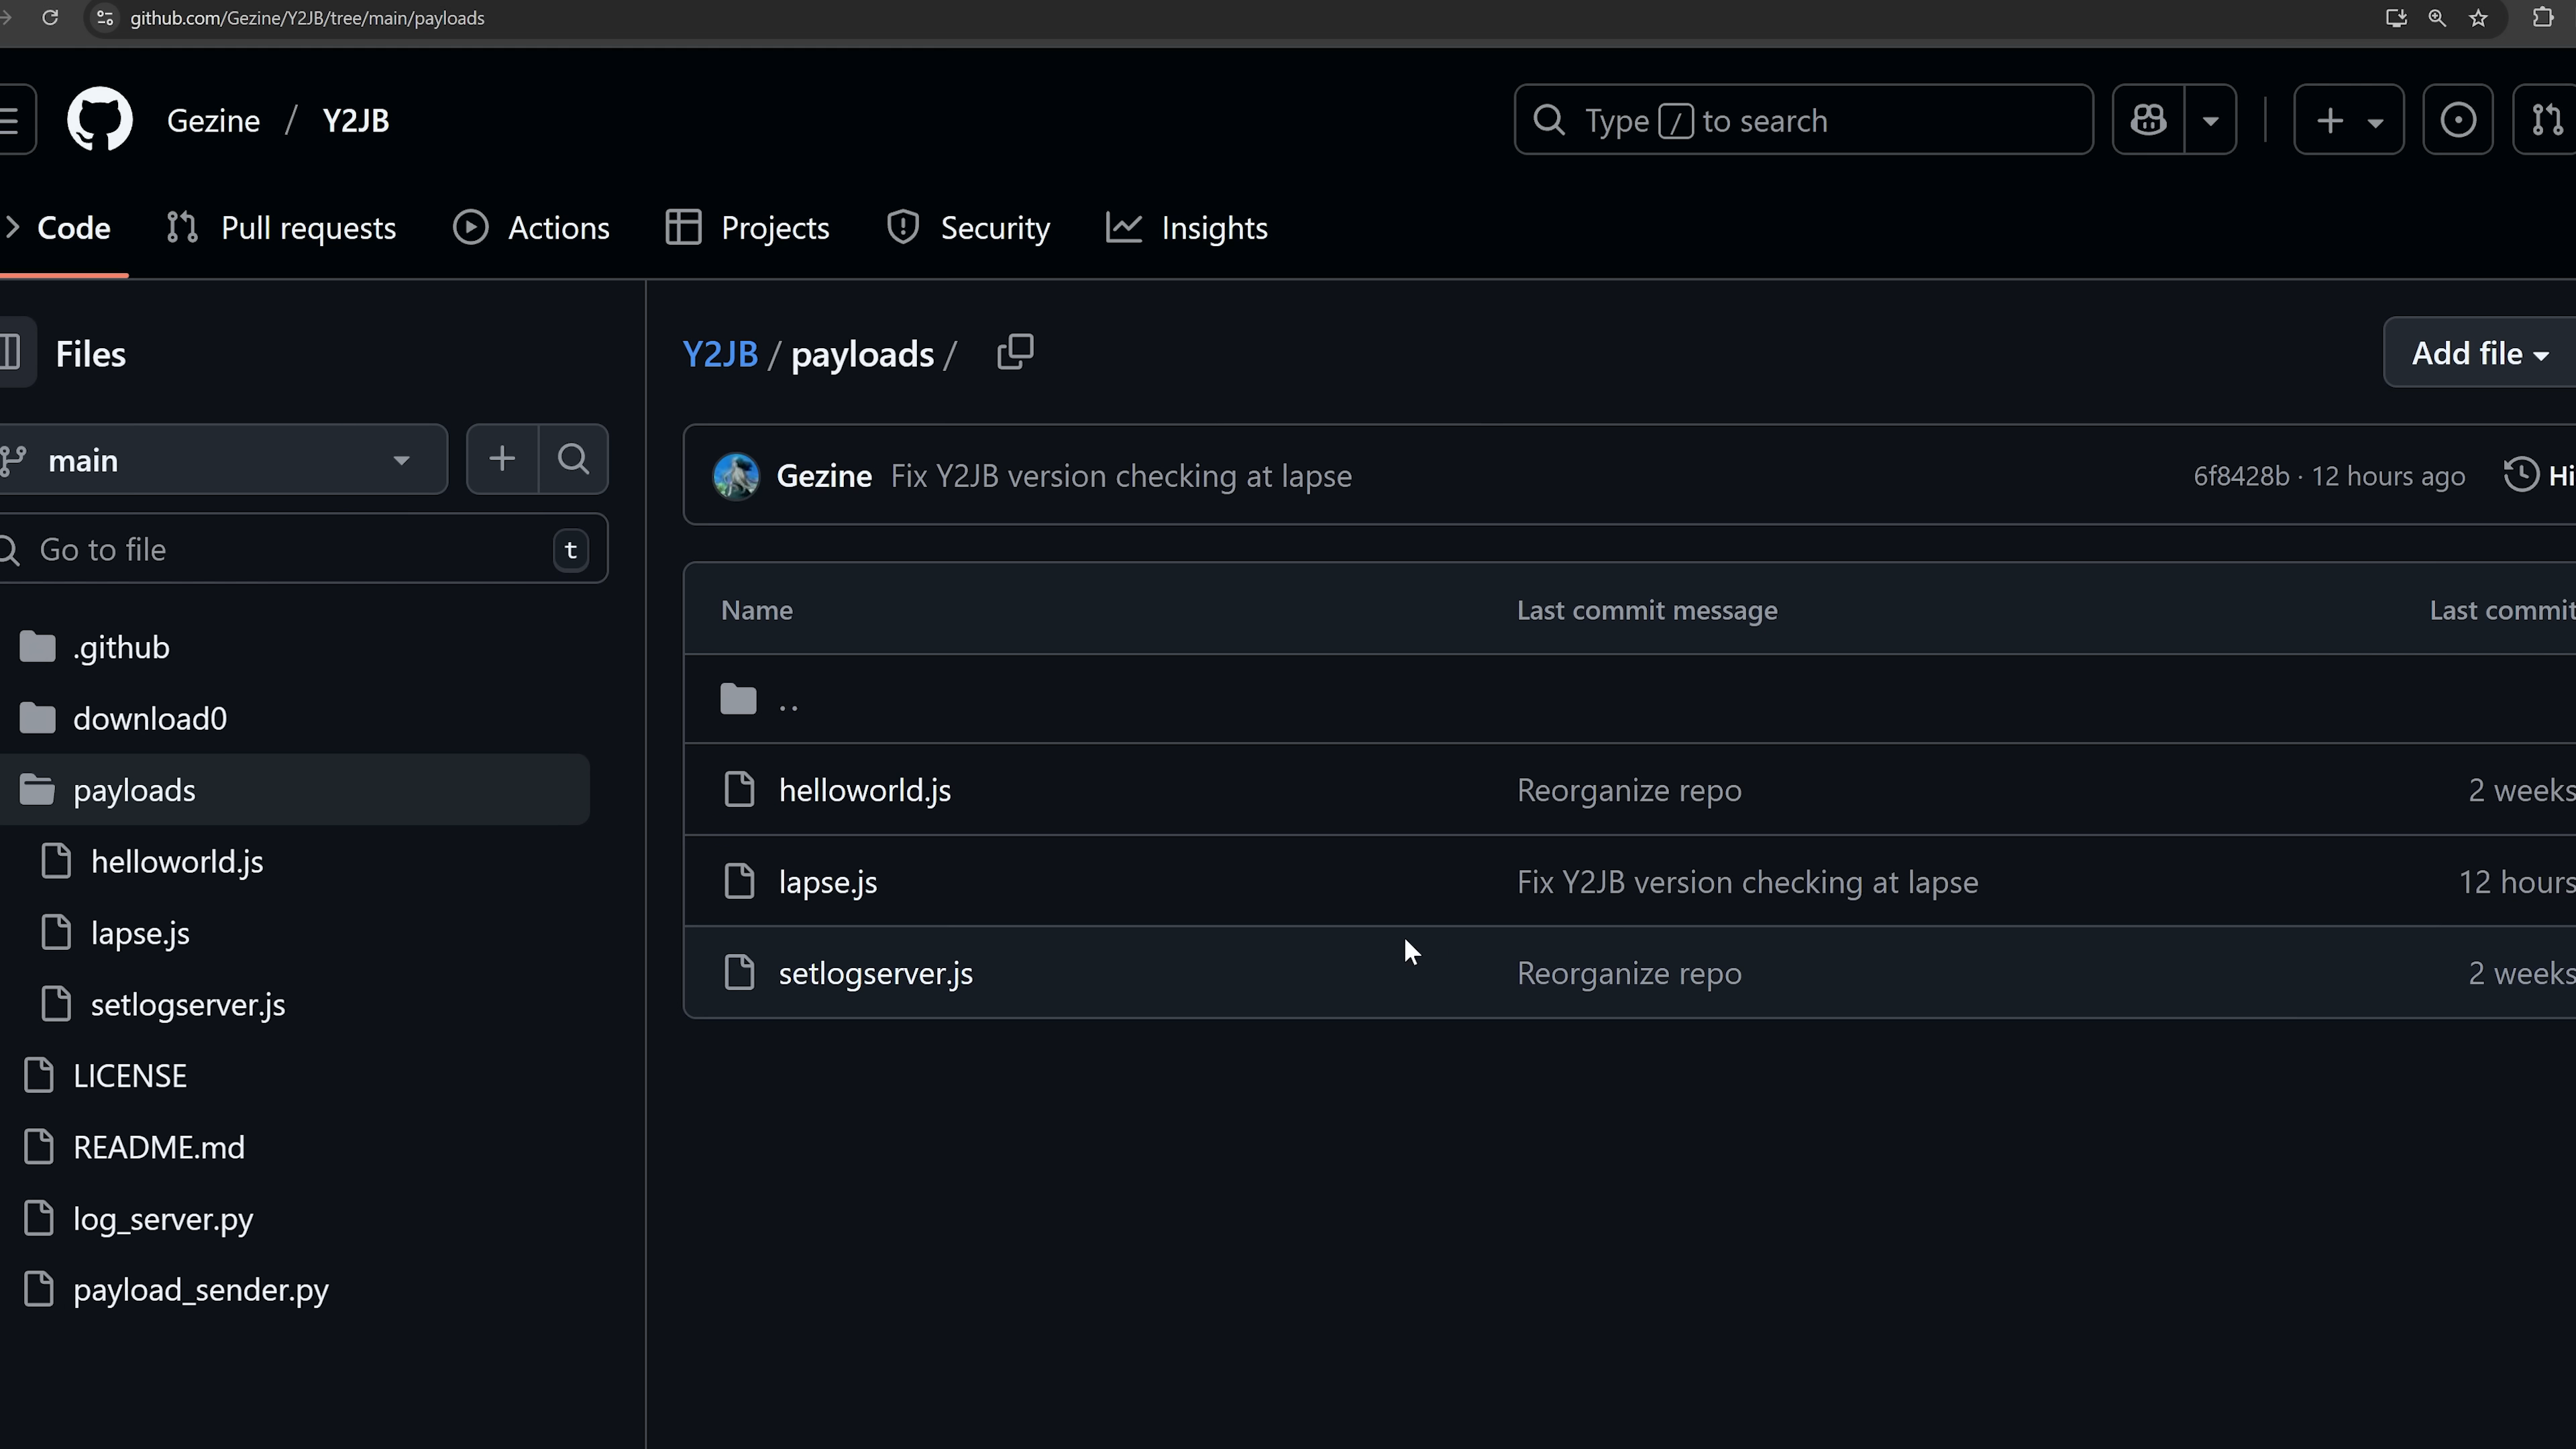 github.com/Gezine/Y2JB/tree/main/payloads
Gezine / Y2JB
Type / to search
Code Pull requests Actions Projects Security Insights
Files
Y2JB / payloads /
Add file
main
Gezine Fix Y2JB version checking at lapse 6f8428b · 12 hours ago Hi
Go to file t
Name Last commit message Last commit
.github
..
download0
payloads
helloworld.js Reorganize repo 2 weeks
helloworld.js
lapse.js Fix Y2JB version checking at lapse 12 hours
lapse.js
setlogserver.js Reorganize repo 2 weeks
setlogserver.js
LICENSE
README.md
log_server.py
payload_sender.py